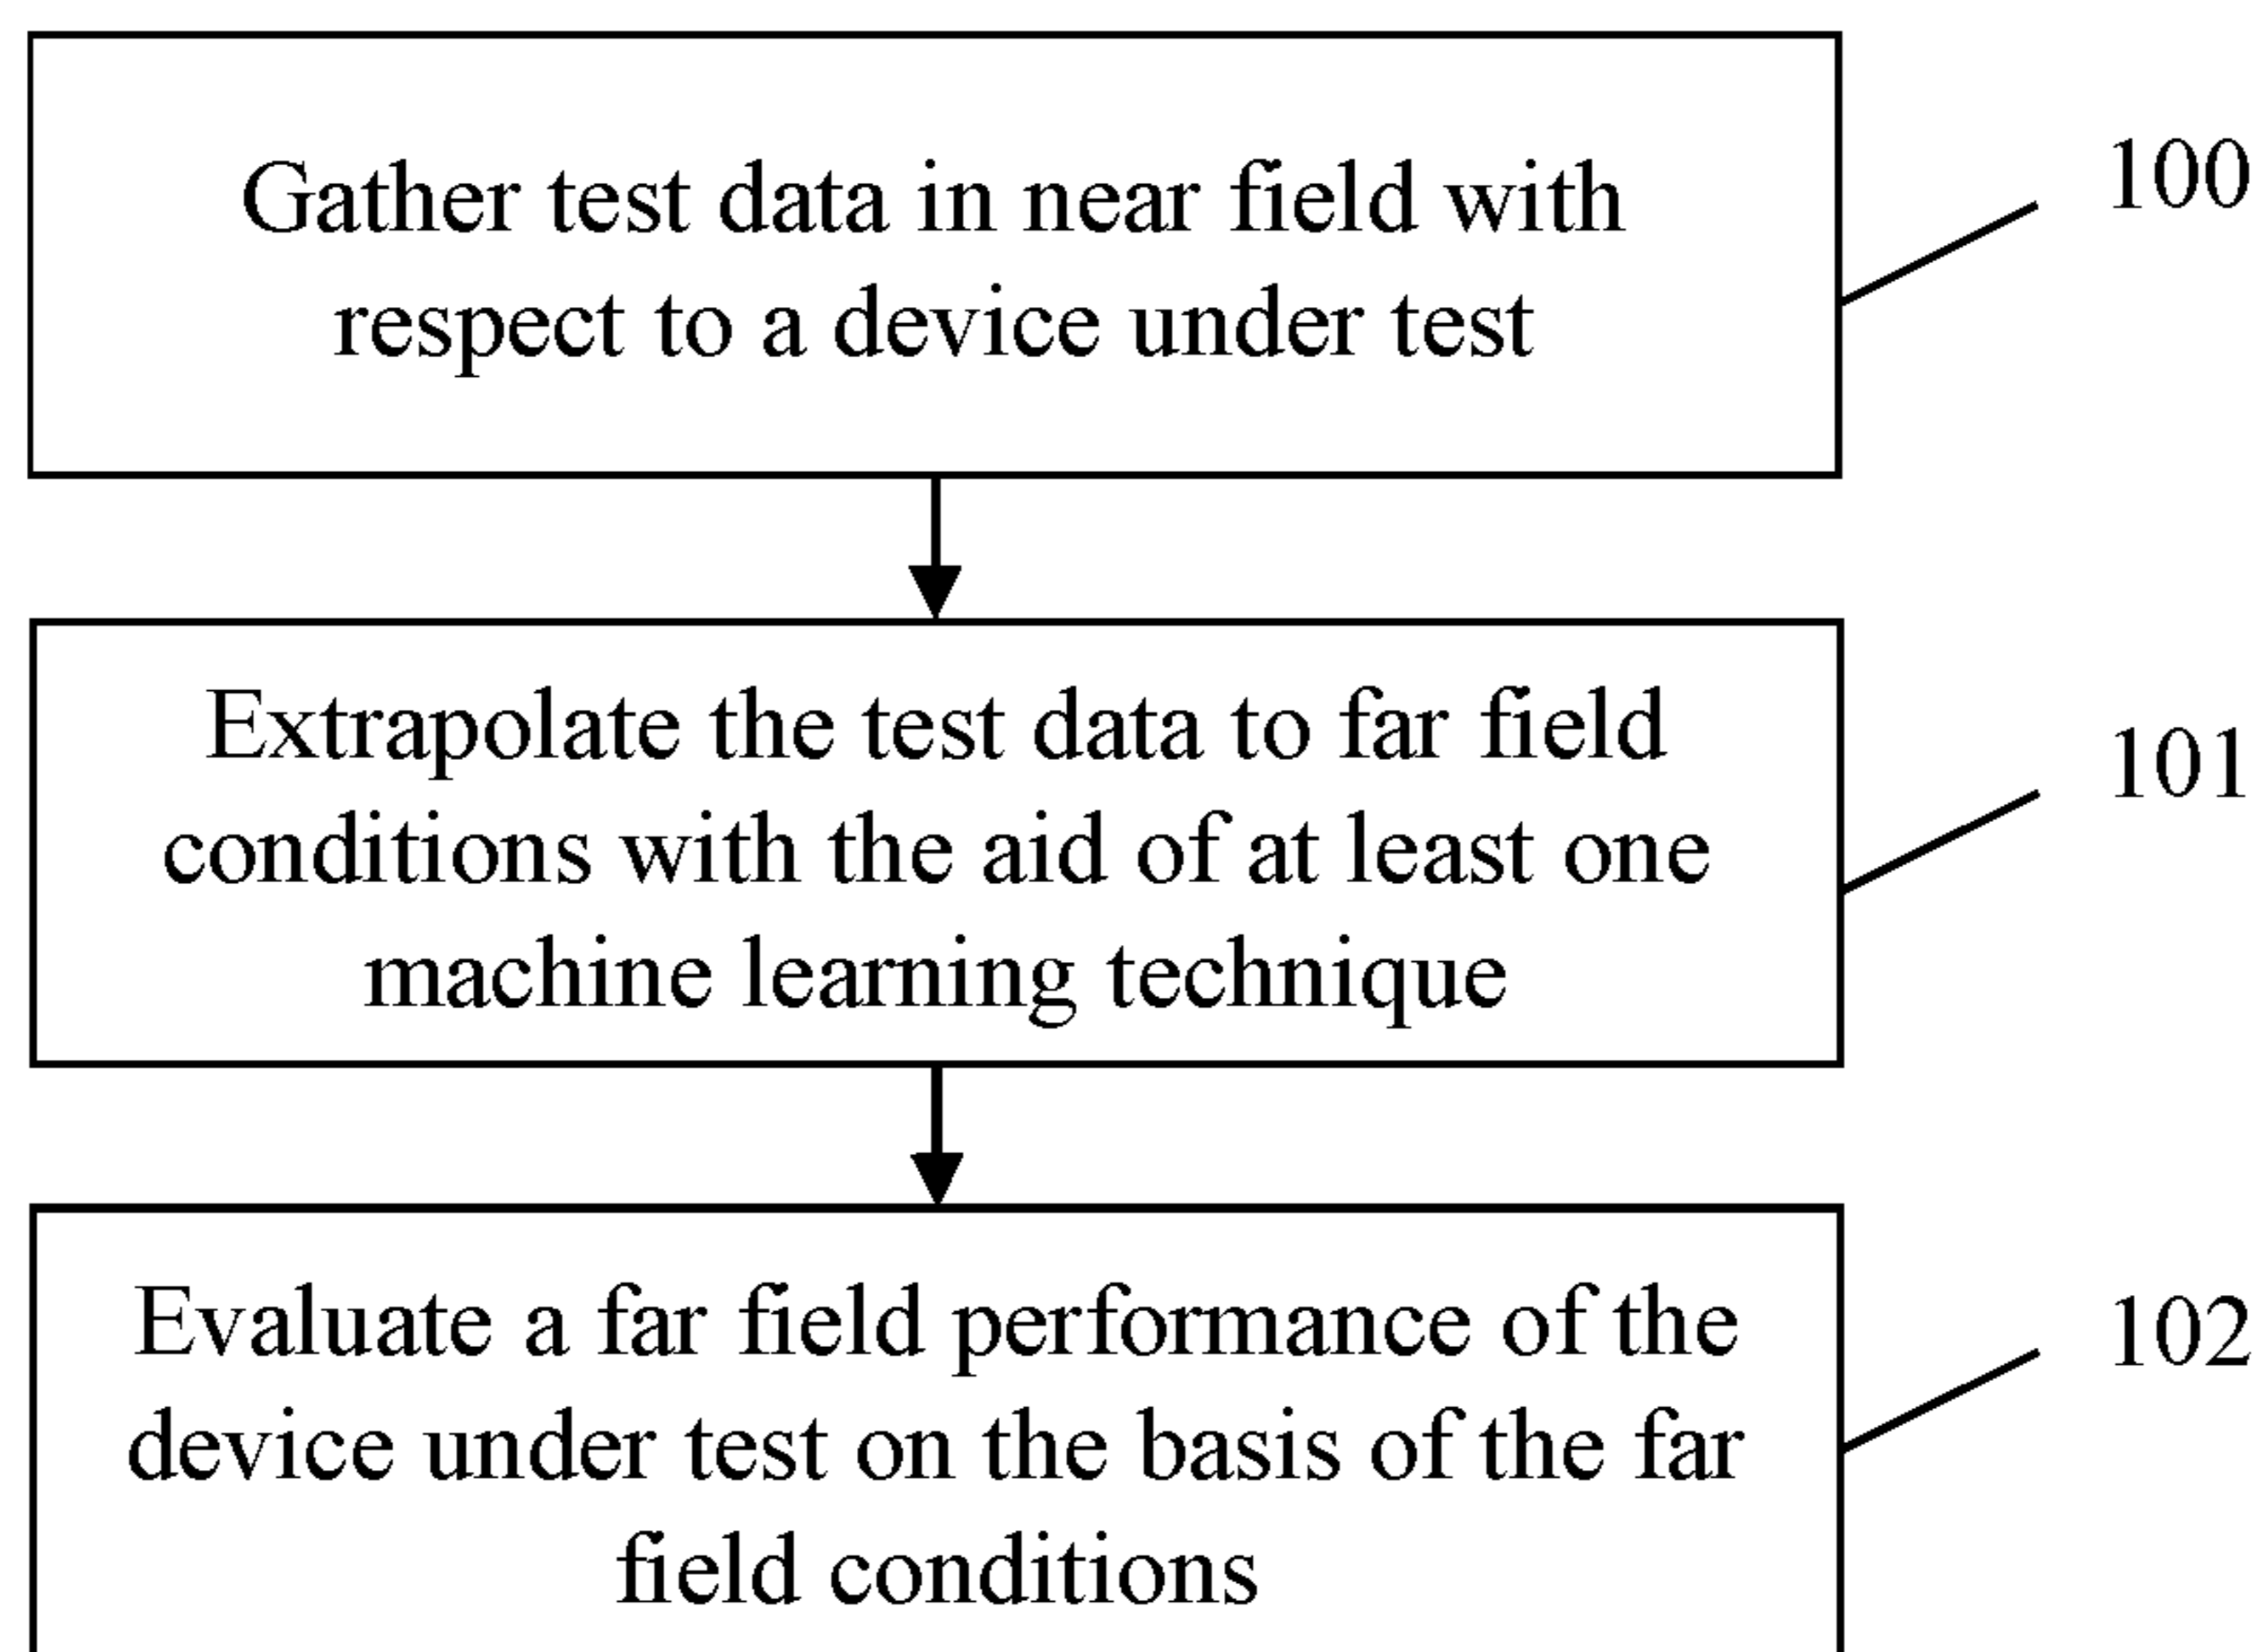 Gather test data in near field with
respect to a device under test
100
Extrapolate the test data to far field
conditions with the aid of at least one
machine learning technique
101
Evaluate a far field performance of the
device under test on the basis of the far
field conditions
102